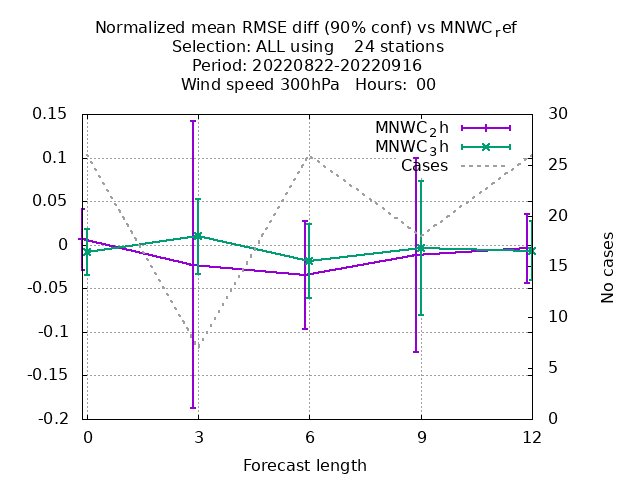 Normalized mean RMSE diff (90% conf) vs MNWC_ref
Selection: ALL using    24 stations
Period: 20220822-20220916
Wind speed 300hPa   Hours: 00
MNWC_2h
MNWC_3h
Cases
0.15
0.1
0.05
0
-0.05
-0.1
-0.15
-0.2
30
25
20
15
10
5
0
No cases
0 3 6 9 12
Forecast length